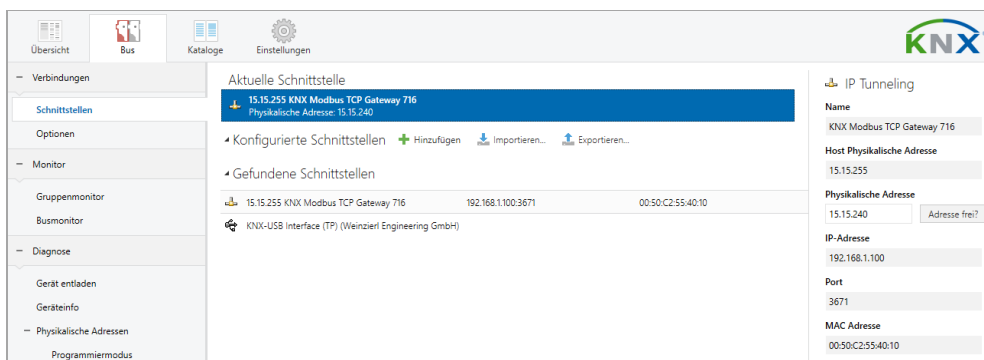 Übersicht
Bus
Kataloge
Einstellungen
KNX
Verbindungen
Schnittstellen
Optionen
Monitor
Gruppenmonitor
Busmonitor
Diagnose
Gerät entladen
Geräteinfo
Physikalische Adressen
Programmiermodus
Aktuelle Schnittstelle
15.15.255 KNX Modbus TCP Gateway 716
Physikalische Adresse: 15.15.240
Konfigurierte Schnittstellen Hinzufügen Importieren... Exportieren...
Gefundene Schnittstellen
15.15.255 KNX Modbus TCP Gateway 716 192.168.1.100:3671 00:50:C2:55:40:10
KNX-USB Interface (TP) (Weinzierl Engineering GmbH)
IP Tunneling
Name
KNX Modbus TCP Gateway 716
Host Physikalische Adresse
15.15.255
Physikalische Adresse
15.15.240 Adresse frei?
IP-Adresse
192.168.1.100
Port
3671
MAC Adresse
00:50:C2:55:40:10